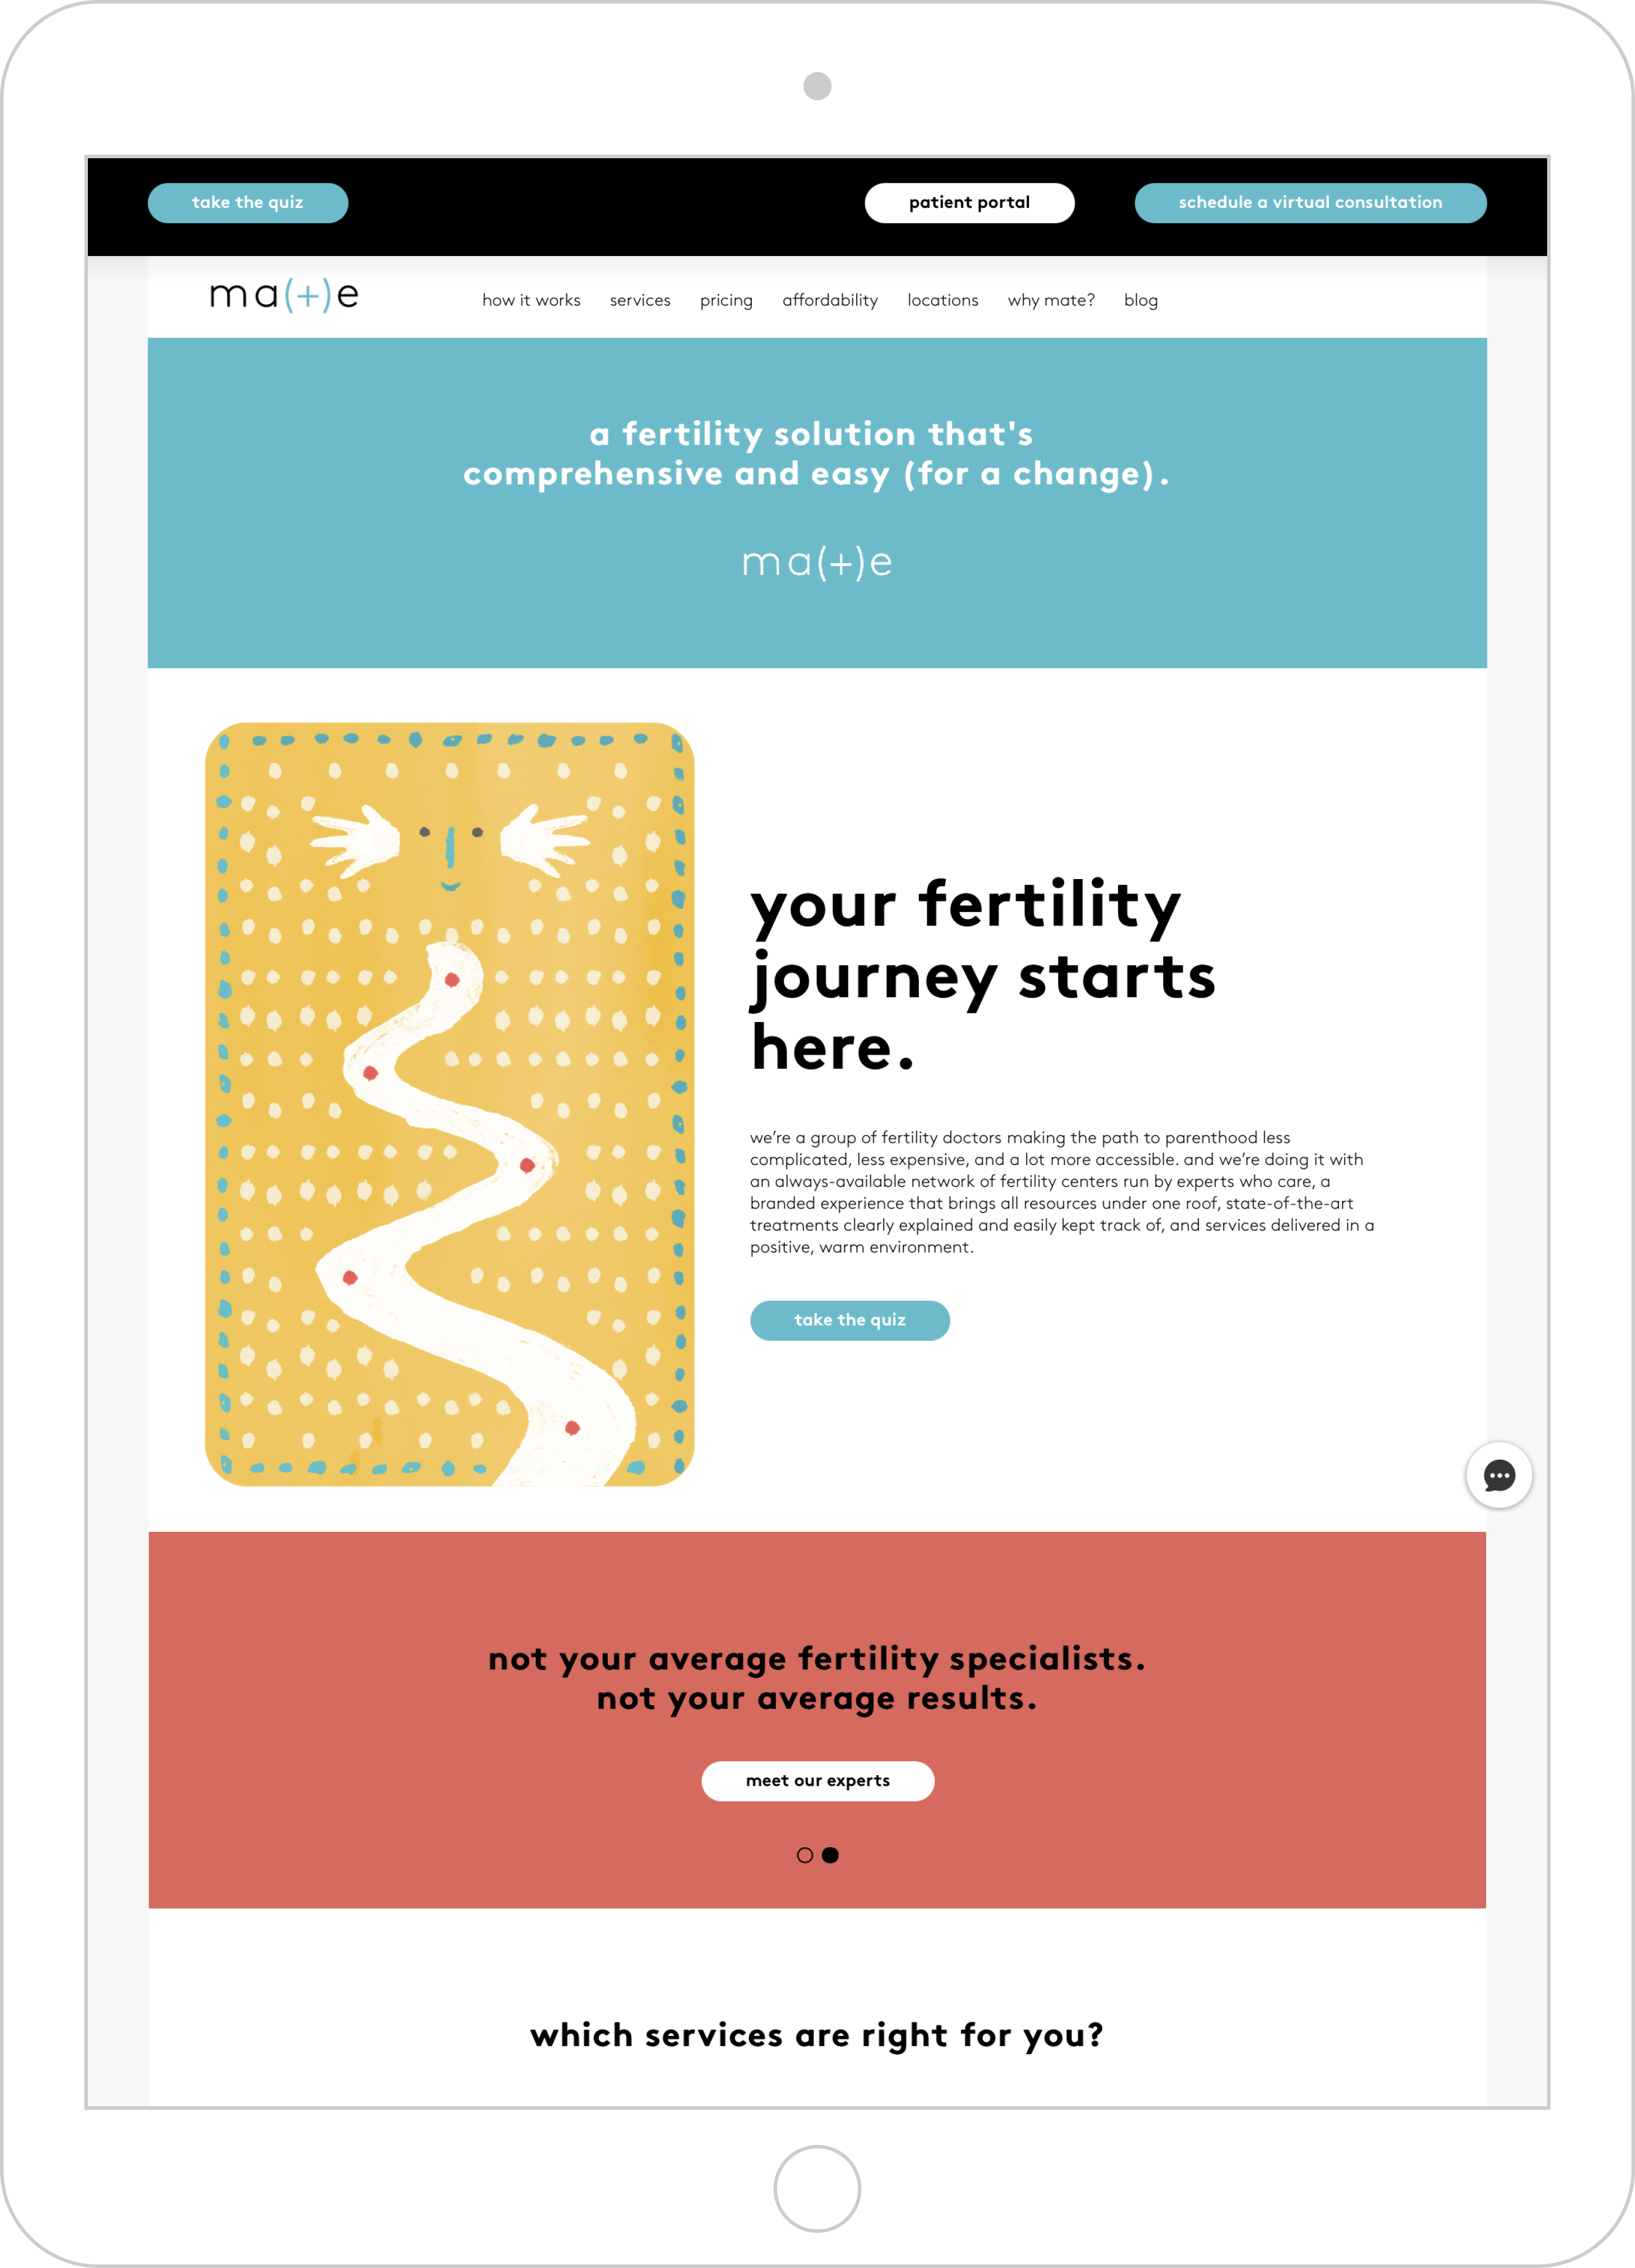 take the quiz
patient portal
schedule a virtual consultation
ma(+)e
how it works
services
pricing
affordability
locations
why mate?
blog
a fertility solution that's
comprehensive and easy (for a change).
ma(+)e
your fertility
journey starts
here.
we’re a group of fertility doctors making the path to parenthood less
complicated, less expensive, and a lot more accessible. and we’re doing it with
an always-available network of fertility centers run by experts who care, a
branded experience that brings all resources under one roof, state-of-the-art
treatments clearly explained and easily kept track of, and services delivered in a
positive, warm environment.
take the quiz
not your average fertility specialists.
not your average results.
meet our experts
which services are right for you?